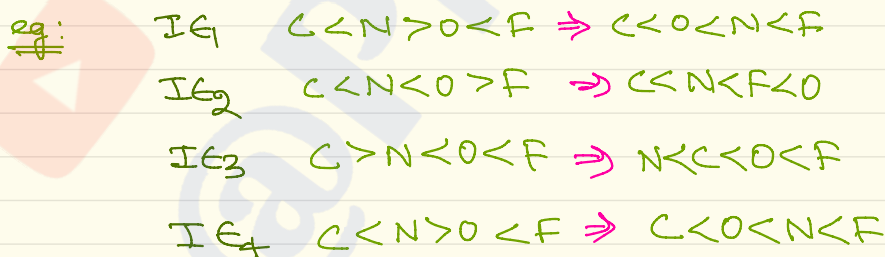 eg: IE₁ C<N>O<F ⇒ C<O<N<F
IE₂ C<N<O>F ⇒ C<N<F<O
IE₃ C>N<O<F ⇒ N<C<O<F
IE₄ C<N>O<F ⇒ C<O<N<F
@p